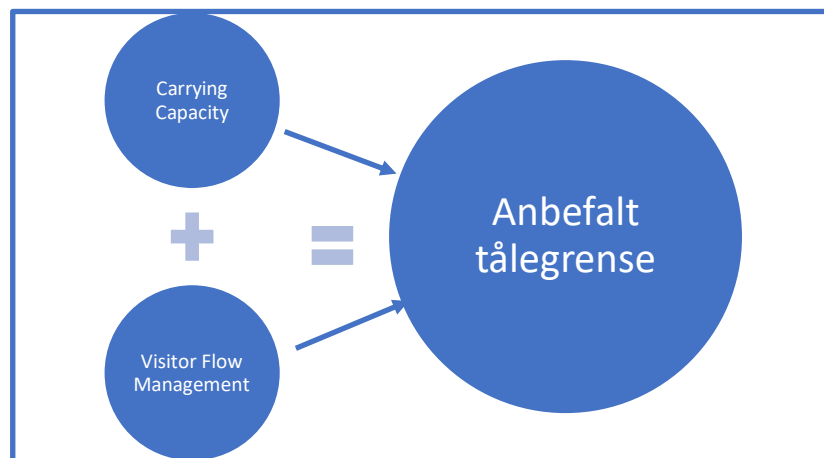 Carrying
Capacity
+
=
Visitor Flow
Management
Anbefalt
tålegrense